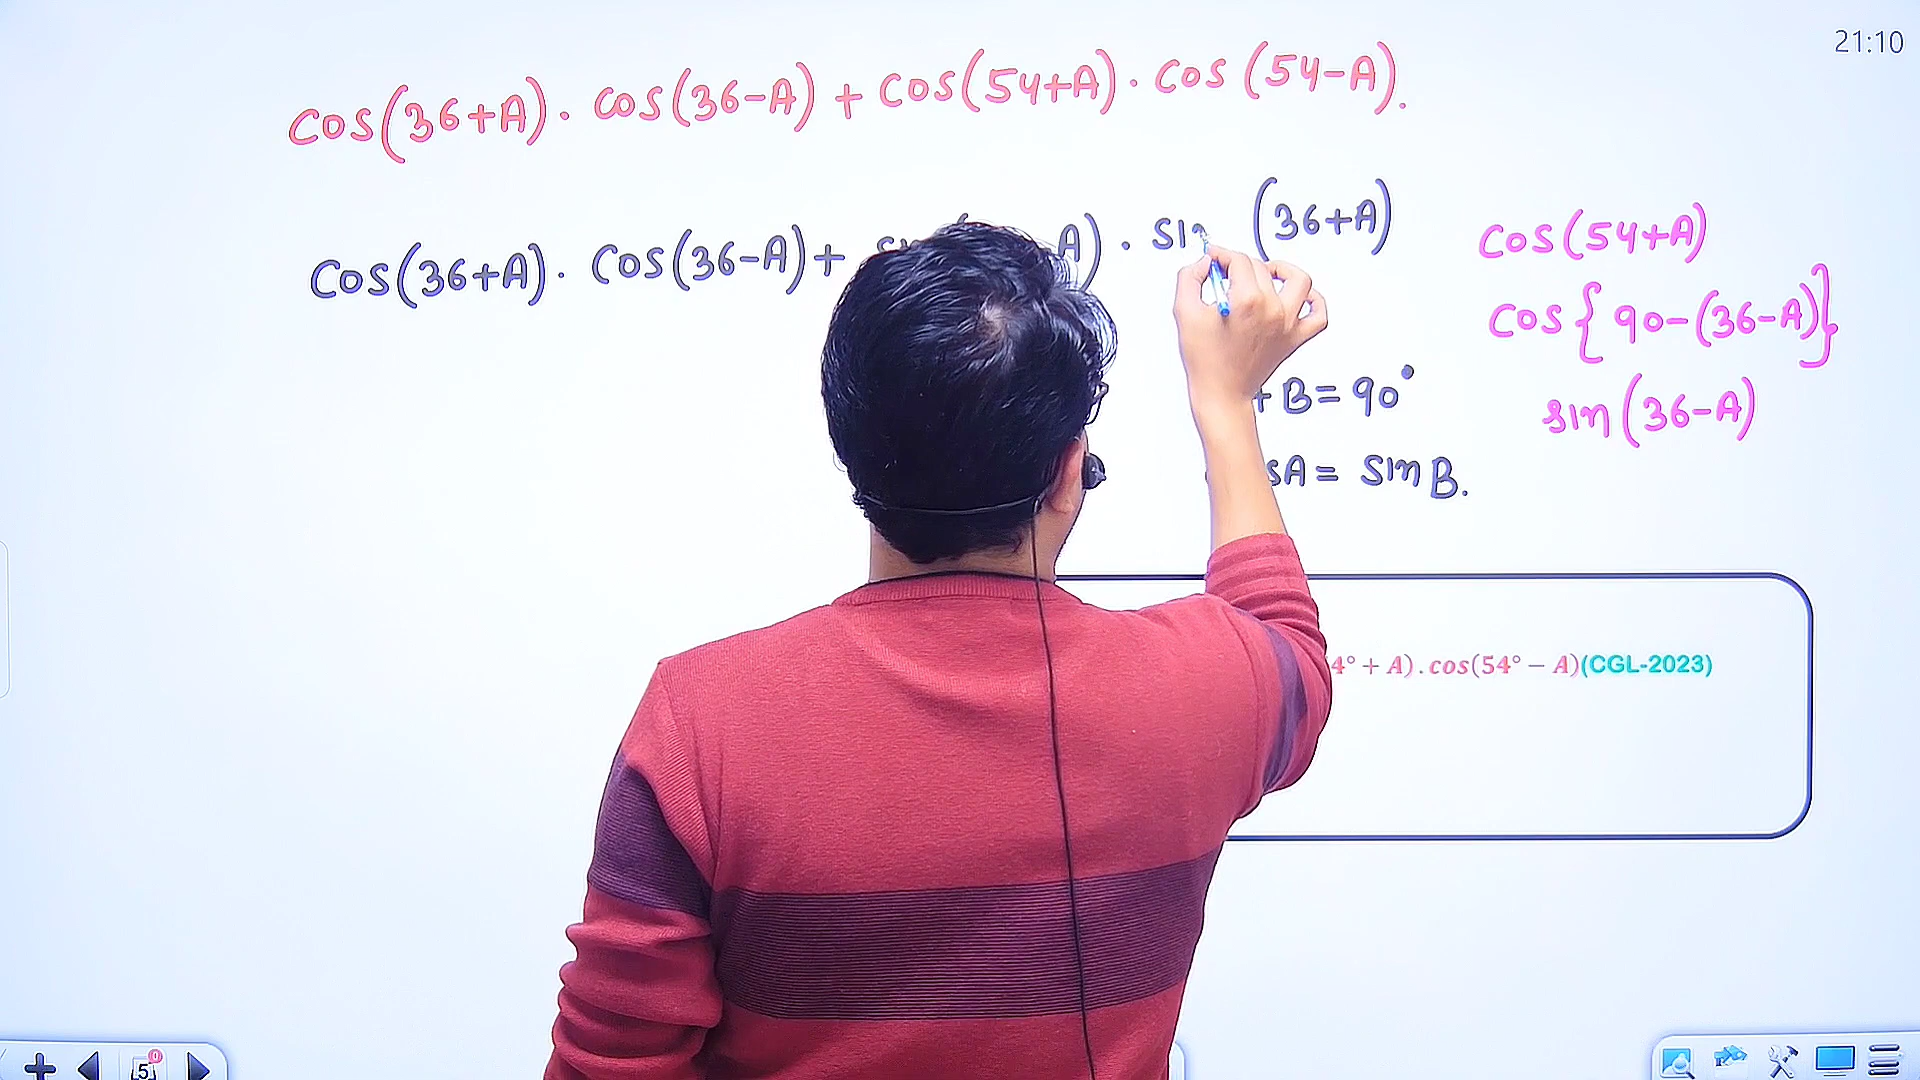 21:10
cos(36+A). cos(36-A) + cos(54+A) · cos (54-A).
cos(36+A). cos(36-A)+ A) · sin (36+A)
cos(54+A)
cos{ 90-(36-A)}
sin(36-A)
+ B= 90°
sA= sin B.
4° + A). cos(54° − A)(CGL-2023)
5
0